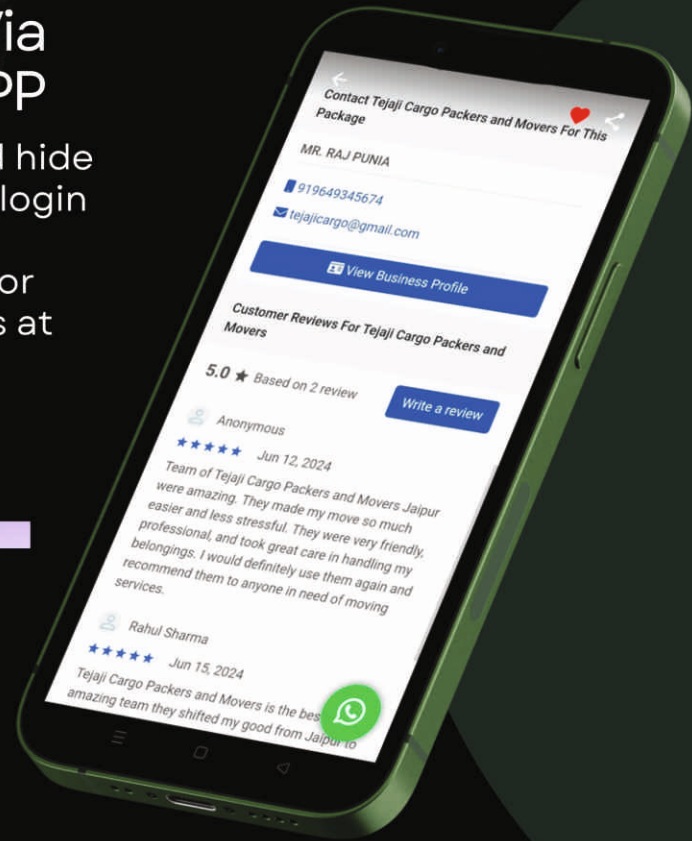 Via
pp
l hide
login
or
s at
Contact Tejaji Cargo Packers and Movers For This
Package
MR. RAJ PUNIA
919649345674
tejajicargo@gmail.com
View Business Profile
Customer Reviews For Tejaji Cargo Packers and
Movers
5.0 ★ Based on 2 review
Write a review
Anonymous
★★★★★ Jun 12, 2024
Team of Tejaji Cargo Packers and Movers Jaipur
were amazing. They made my move so much
easier and less stressful. They were very friendly,
professional, and took great care in handling my
belongings. I would definitely use them again and
recommend them to anyone in need of moving
services.
Rahul Sharma
★★★★★ Jun 15, 2024
Tejaji Cargo Packers and Movers is the bes
amazing team they shifted my good from Jaipur to